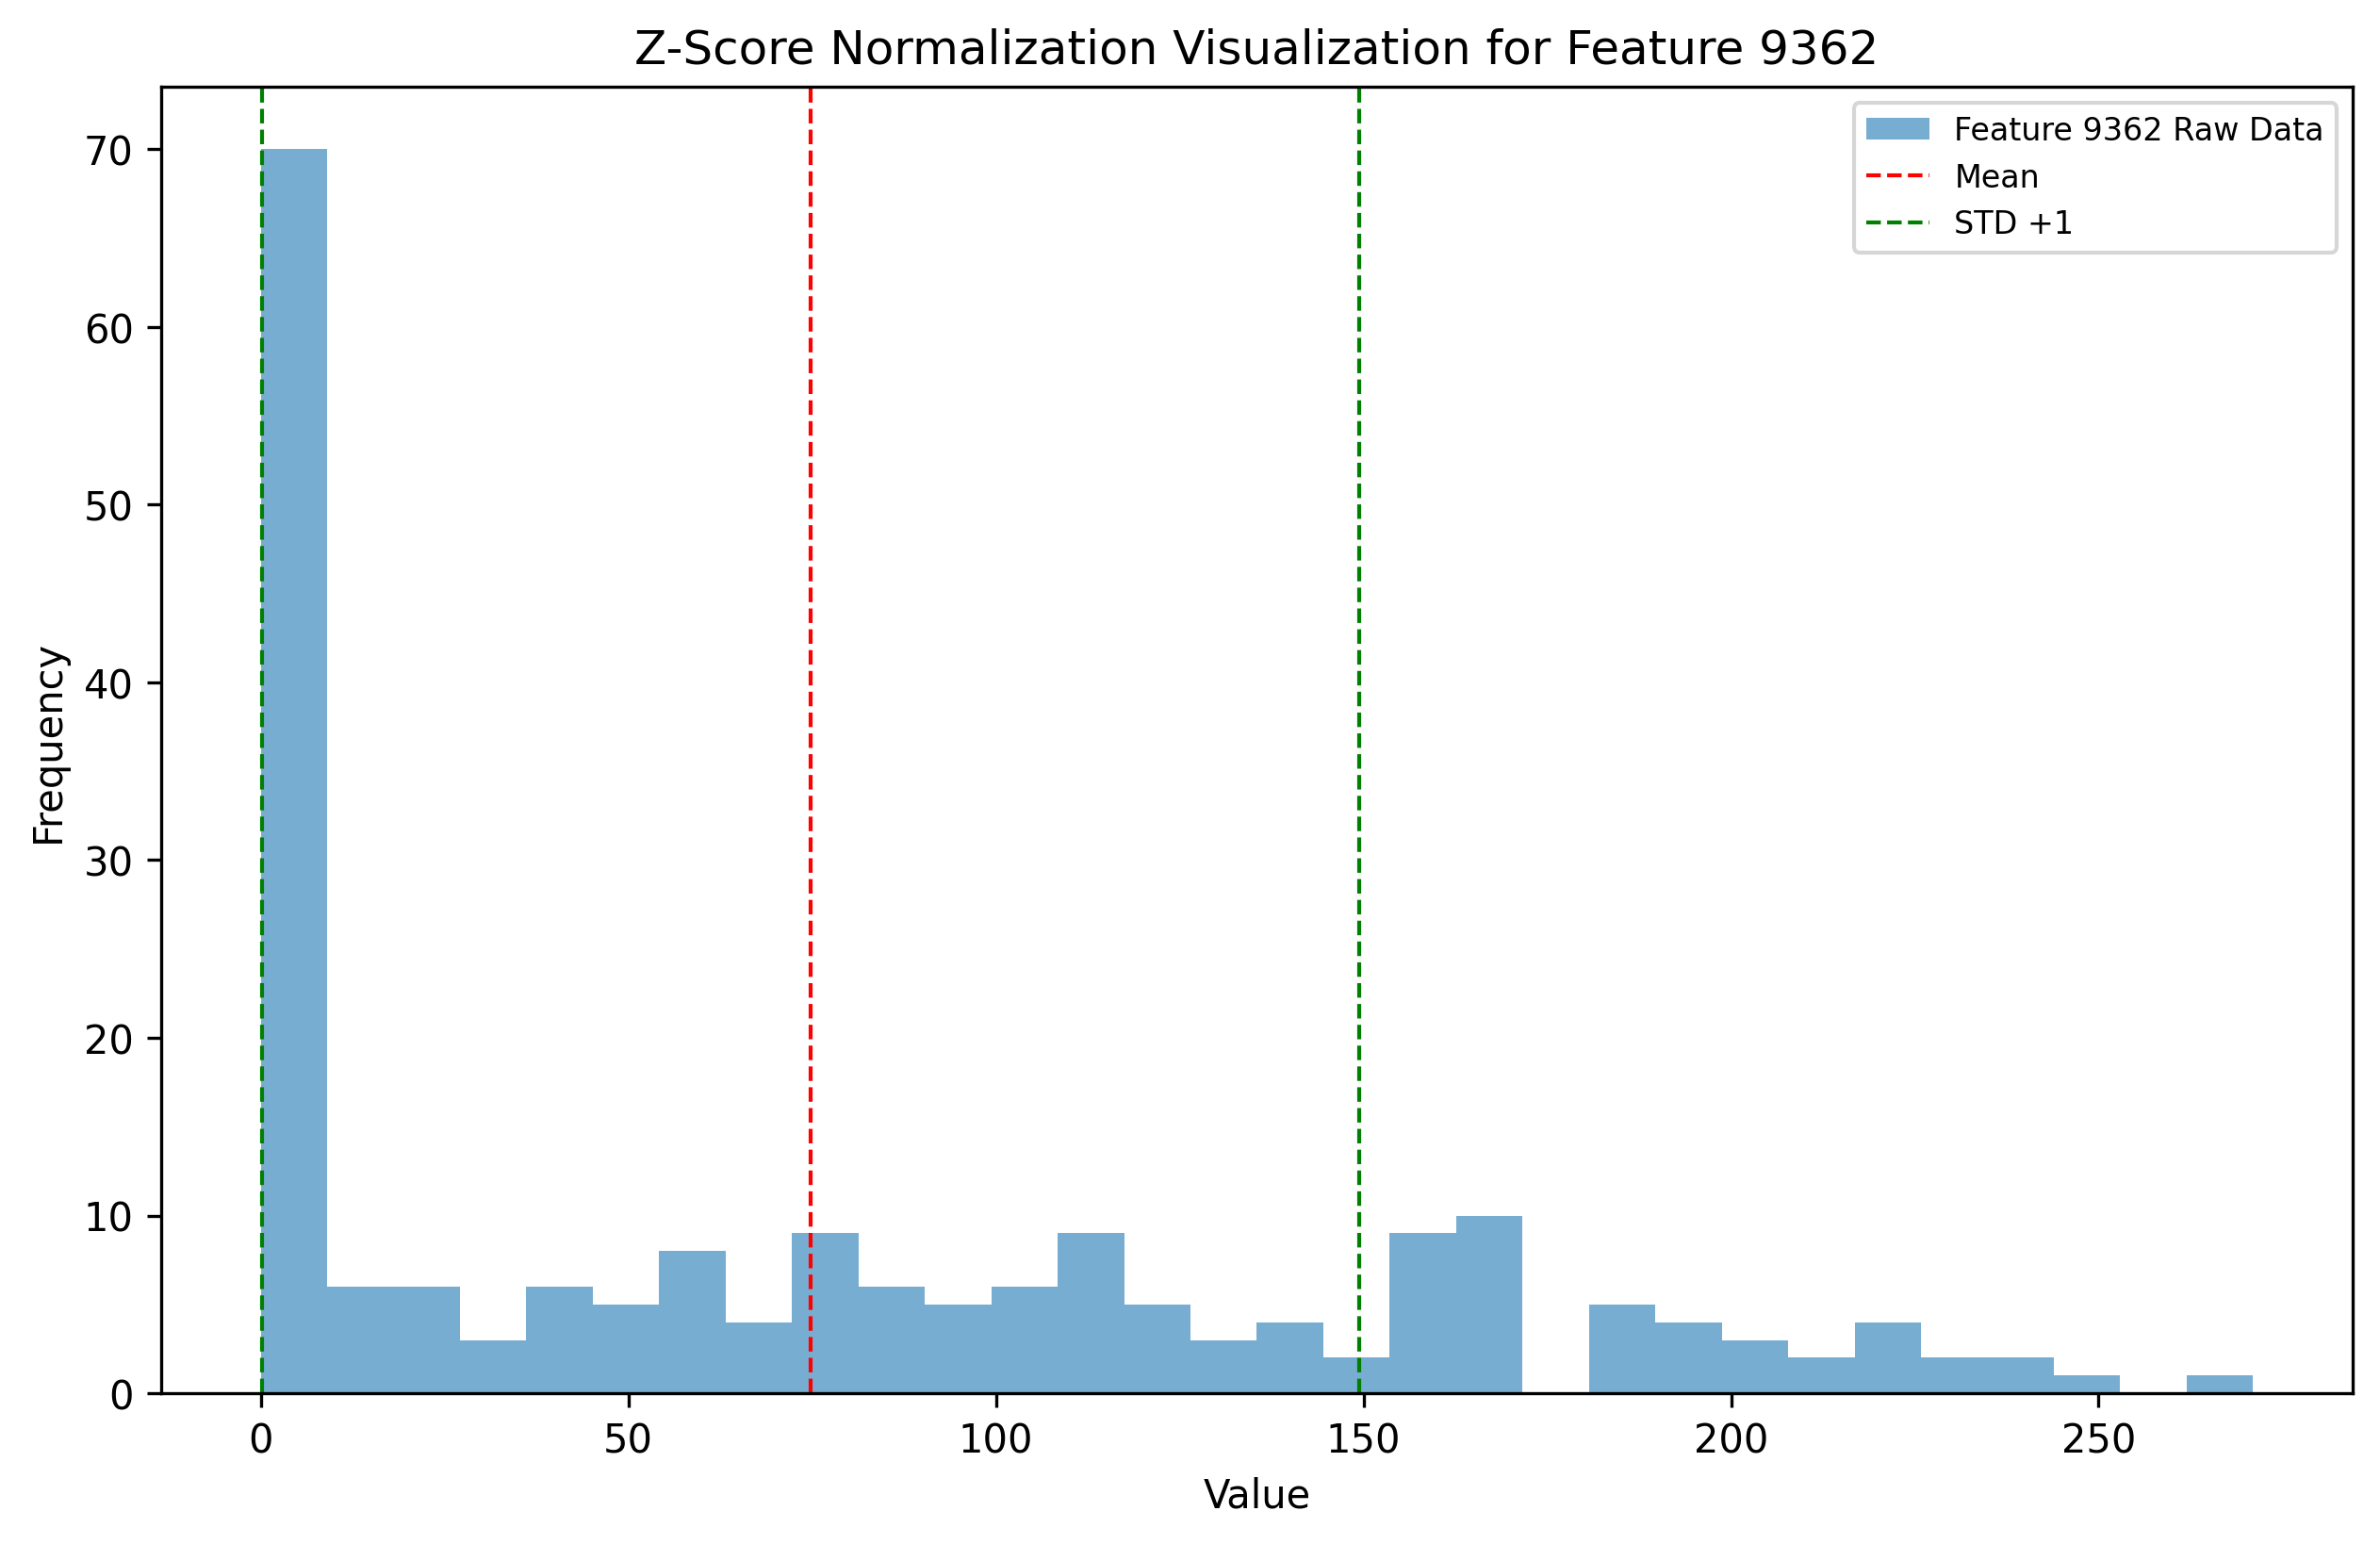 Z-Score Normalization Visualization for Feature 9362
Feature 9362 Raw Data
Mean
STD +1
70
60
50
40
30
20
10
0
Frequency
0 50 100 150 200 250
Value